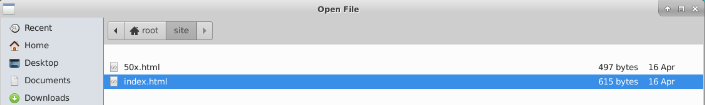 Open File
Recent
root site
Home
Desktop
50x.html 497 bytes 16 Apr
Documents
index.html 615 bytes 16 Apr
Downloads